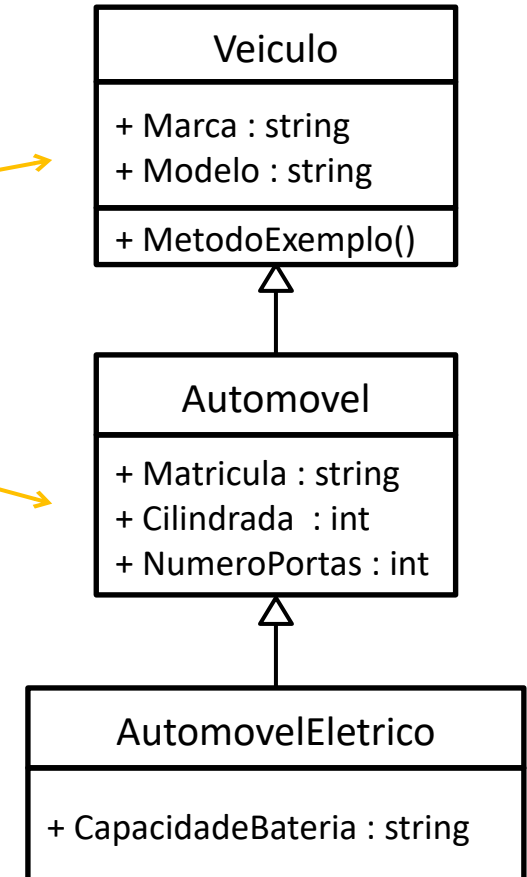 Veiculo
+ Marca : string
+ Modelo : string
+ MetodoExemplo()
Automovel
+ Matricula : string
+ Cilindrada : int
+ NumeroPortas : int
AutomovelEletrico
+ CapacidadeBateria : string